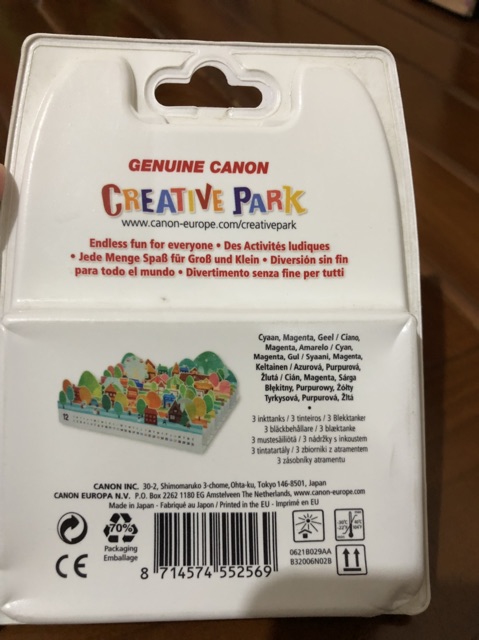 GENUINE CANON
CREATIVE PARK
www.canon-europe.com/creativepark
Endless fun for everyone • Des Activités ludiques
• Jede Menge Spaß für Groß und Klein • Diversión sin fin
para todo el mundo • Divertimento senza fine per tutti
Cyaan, Magenta, Geel / Ciano,
Magenta, Amarelo / Cyan,
Magenta, Gul / Syaani, Magenta,
Keltainen / Azurová, Purpurová,
Žlutá / Cián, Magenta, Sárga
Błękitny, Purpurowy, Żółty
Tyrkysová, Purpurová, Žltá
•
3 inkttanks / 3 tinteiros / 3 Blekktanker
3 bläckbehållare / 3 blæktanke
3 mustesäiliötä / 3 nádržky s inkoustem
3 tintatartály / 3 zbiorniki z atramentem
3 zásobníky atramentu
12
CANON INC. 30-2, Shimomaruko 3-chome,Ohta-ku, Tokyo 146-8501, Japan
CANON EUROPA N.V. P.O. Box 2262 1180 EG Amstelveen The Netherlands, www.canon-europe.com
Made in Japan - Fabriqué au Japon / Printed in the EU - Imprimé en EU
70%
Packaging
Emballage
CE
8 714574 552569
0621B029AA
B32006N02B